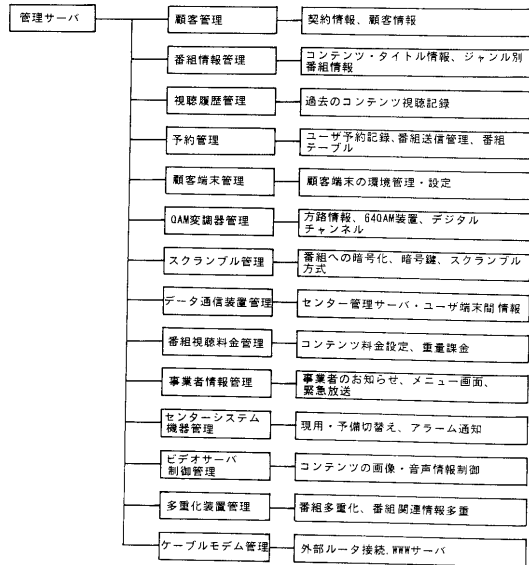 管理サーバ
顧客管理
契約情報、顧客情報
番組情報管理
コンテンツ・タイトル情報、ジャンル別
番組情報
視聴履歴管理
過去のコンテンツ視聴記録
予約管理
ユーザ予約記録、番組送信管理、番組
テーブル
顧客端末管理
顧客端末の環境管理・設定
QAM変調器管理
方路情報、64QAM装置、デジタル
チャンネル
スクランブル管理
番組への暗号化、暗号鍵、スクランブル
方式
データ通信装置管理
センター管理サーバ・ユーザ端末間情報
番組視聴料金管理
コンテンツ料金設定、重量課金
事業者情報管理
事業者のお知らせ、メニュー画面、
緊急放送
センターシステム
機器管理
現用・予備切替え、アラーム通知
ビデオサーバ
制御管理
コンテンツの画像・音声情報制御
多重化装置管理
番組多重化、番組関連情報多重
ケーブルモデム管理
外部ルータ接続、WWWサーバ